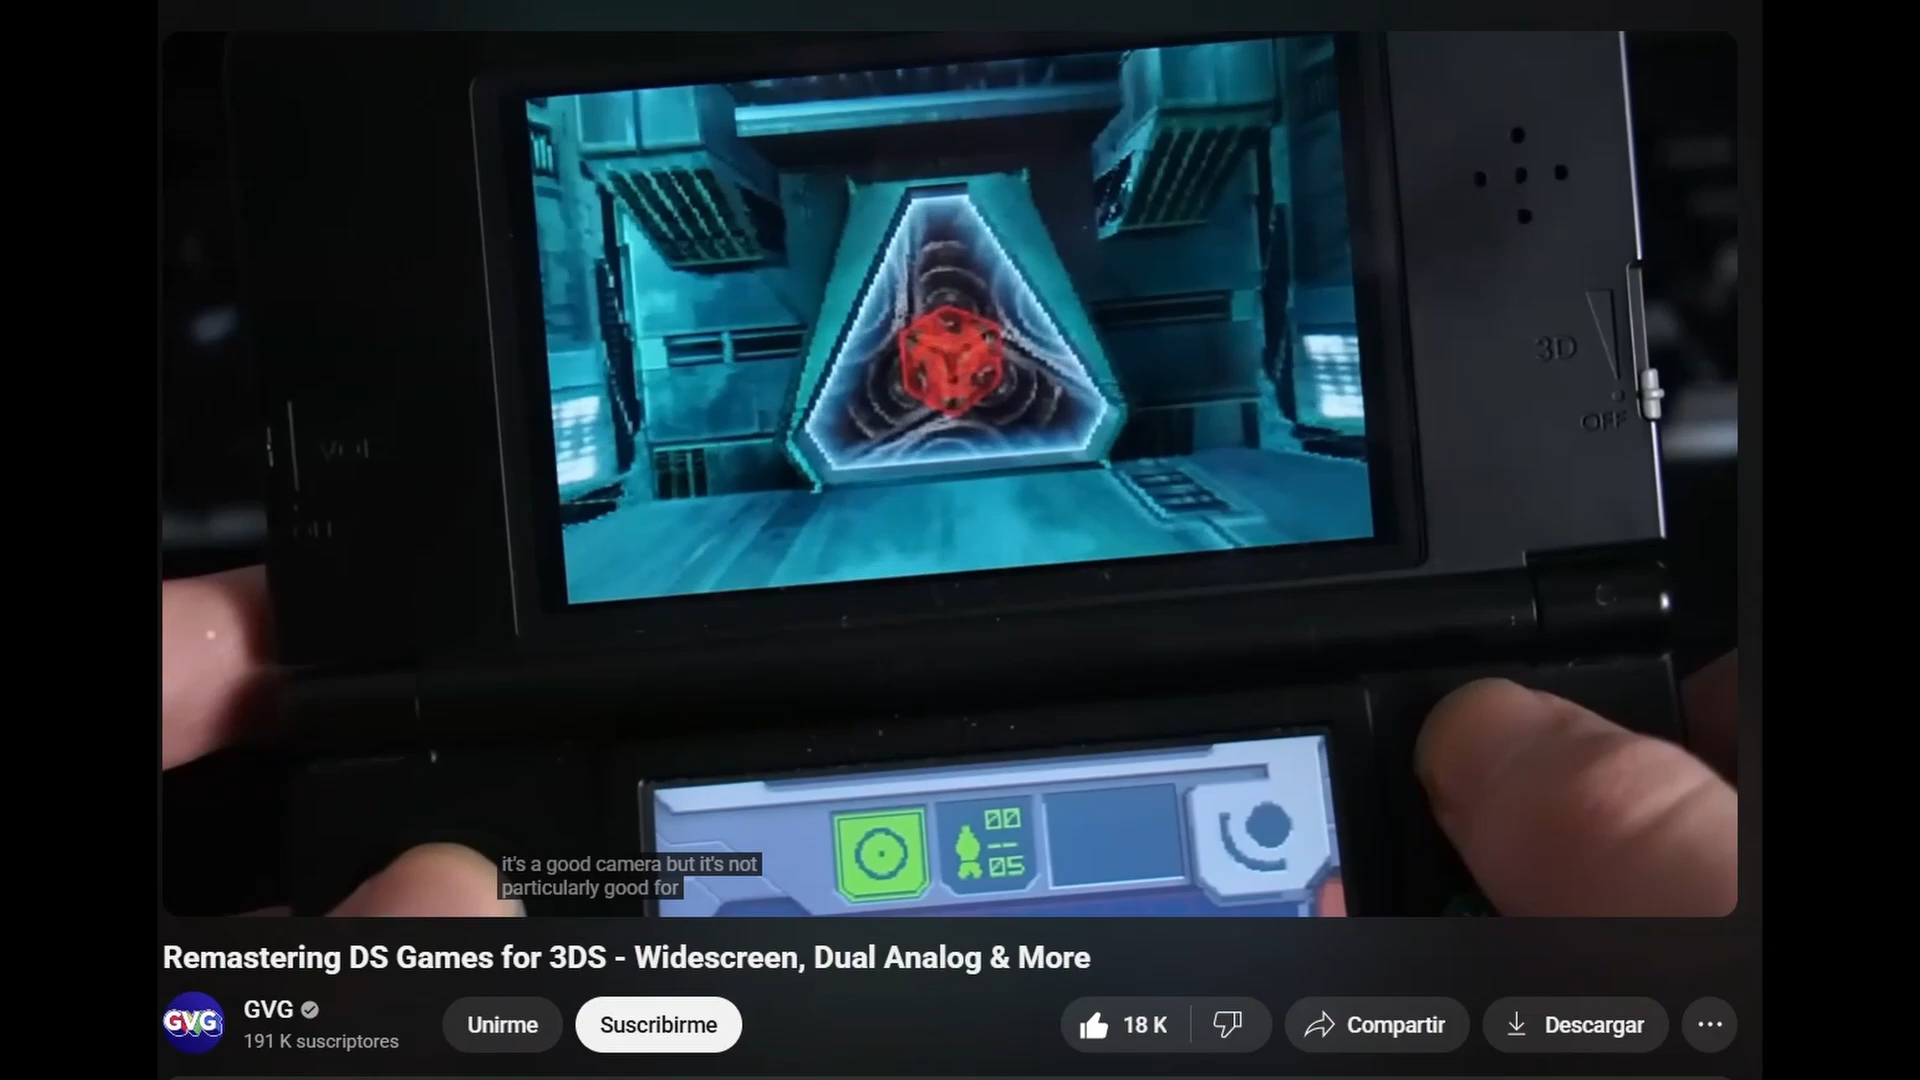 3D
OFF
VOL
00
05
it's a good camera but it's not
particularly good for
Remastering DS Games for 3DS - Widescreen, Dual Analog & More
GVG
GVG
191 K suscriptores
Unirme
Suscribirme
18 K
Compartir
Descargar